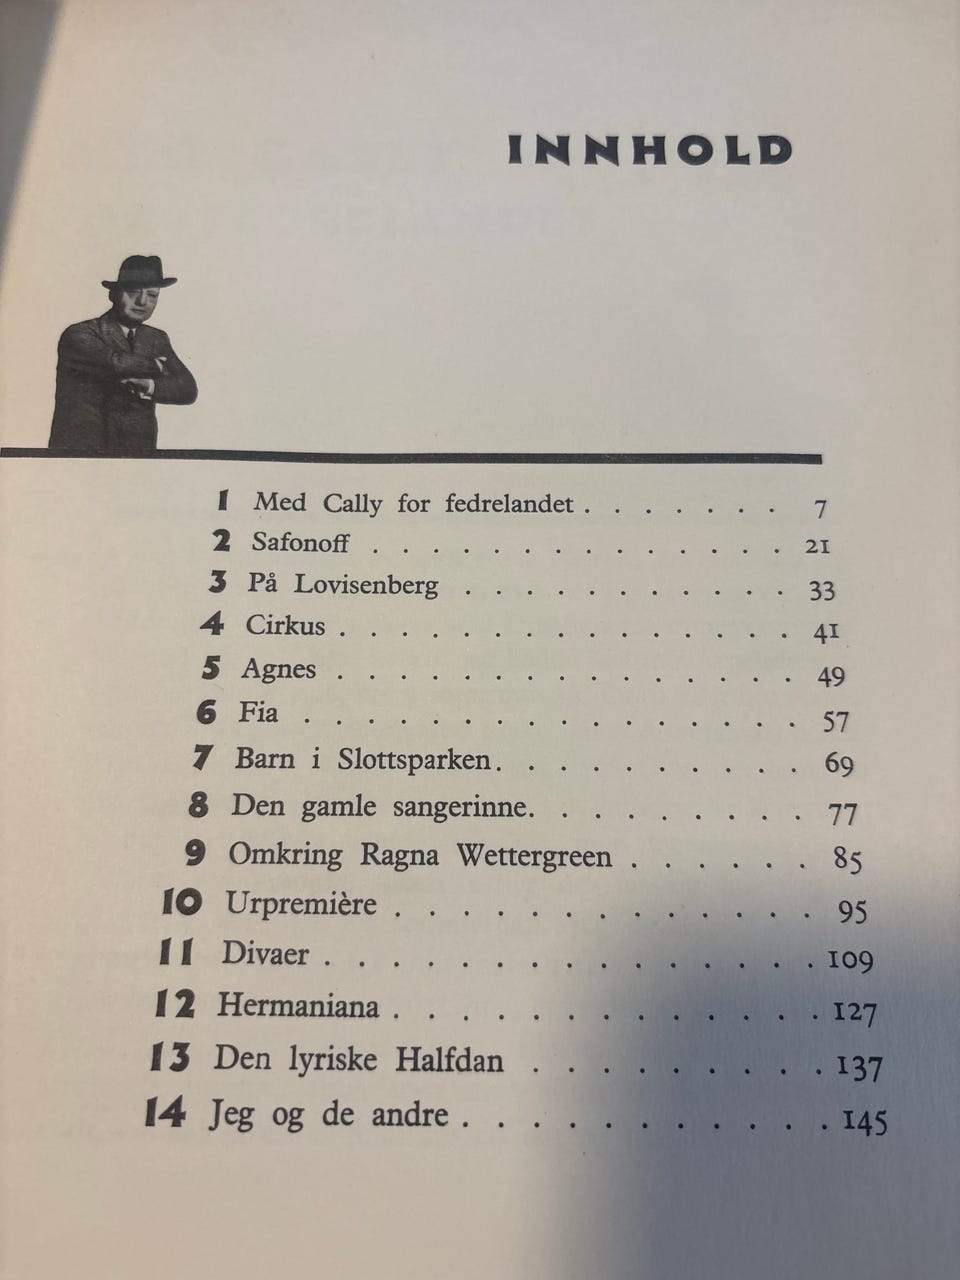 INNHOLD
1 Med Cally for fedrelandet . . . . . . . 7
2 Safonoff . . . . . . . . . . . . . . 21
3 På Lovisenberg . . . . . . . . . . . 33
4 Cirkus . . . . . . . . . . . . . . . 41
5 Agnes . . . . . . . . . . . . . . . 49
6 Fia . . . . . . . . . . . . . . . . 57
7 Barn i Slottsparken . . . . . . . . . . 69
8 Den gamle sangerinne . . . . . . . . . 77
9 Omkring Ragna Wettergreen . . . . . . 85
10 Urpremière . . . . . . . . . . . . . 95
11 Divaer . . . . . . . . . . . . . . . 109
12 Hermaniana . . . . . . . . . . . . . 127
13 Den lyriske Halfdan . . . . . . . . . 137
14 Jeg og de andre . . . . . . . . . . . 145